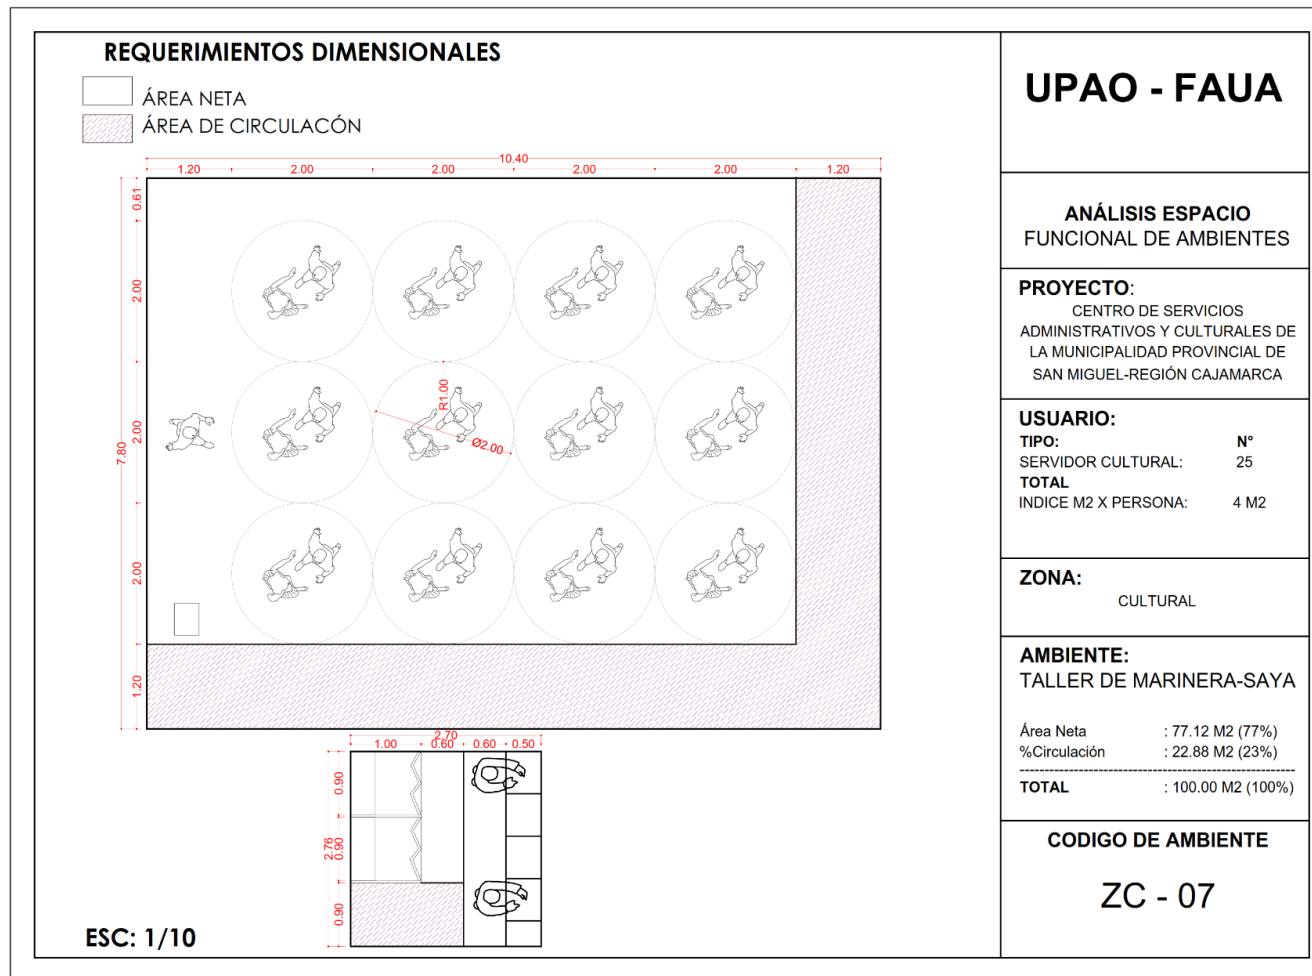 REQUERIMIENTOS DIMENSIONALES
ÁREA NETA
ÁREA DE CIRCULACÓN
10.40
1.20 2.00 2.00 2.00 2.00 1.20
0.61
2.00
2.00
7.80
2.00
1.20
R1.00
Ø2.00
2.70
1.00 0.60 0.60 0.50
0.90
2.76
0.90
0.90
ESC: 1/10
UPAO - FAUA
ANÁLISIS ESPACIO
FUNCIONAL DE AMBIENTES
PROYECTO:
CENTRO DE SERVICIOS
ADMINISTRATIVOS Y CULTURALES DE
LA MUNICIPALIDAD PROVINCIAL DE
SAN MIGUEL-REGIÓN CAJAMARCA
USUARIO:
TIPO: N°
SERVIDOR CULTURAL: 25
TOTAL
INDICE M2 X PERSONA: 4 M2
ZONA:
CULTURAL
AMBIENTE:
TALLER DE MARINERA-SAYA
Área Neta : 77.12 M2 (77%)
%Circulación : 22.88 M2 (23%)
TOTAL : 100.00 M2 (100%)
CODIGO DE AMBIENTE
ZC - 07